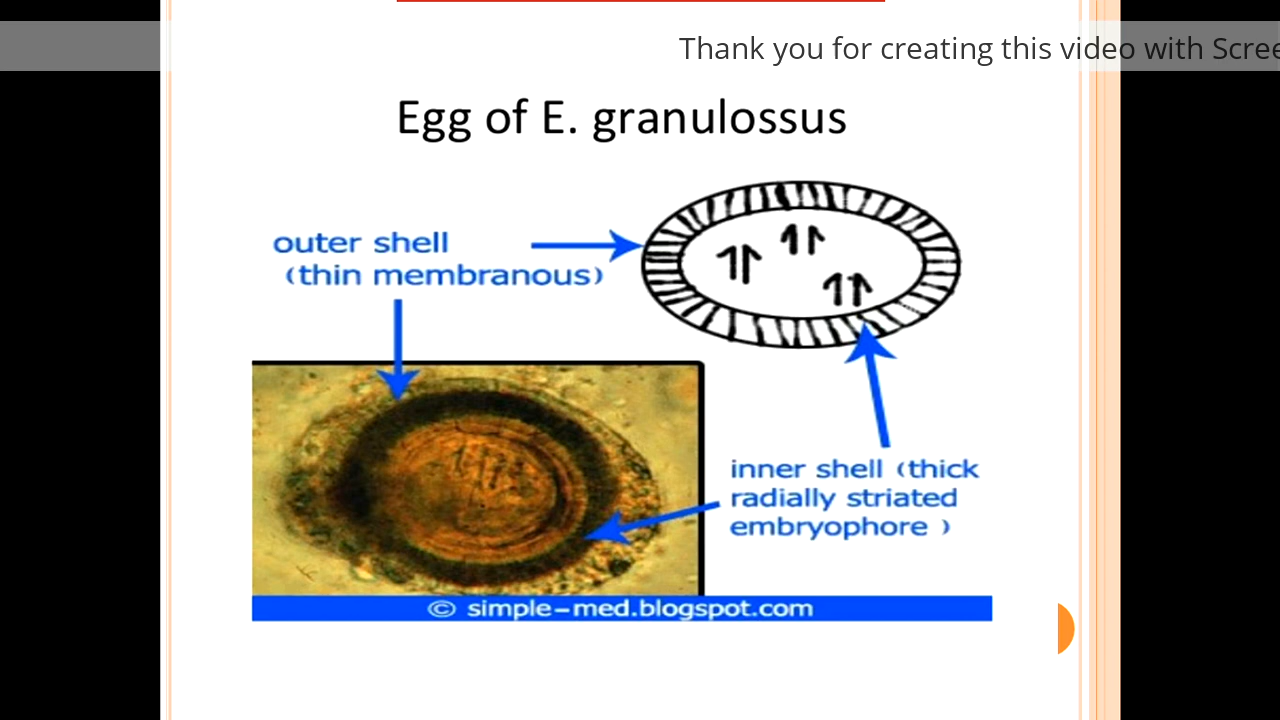 Thank you for creating this video with Scree
Egg of E. granulossus
outer shell
(thin membranous)
inner shell (thick
radially striated
embryophore )
© simple-med.blogspot.com